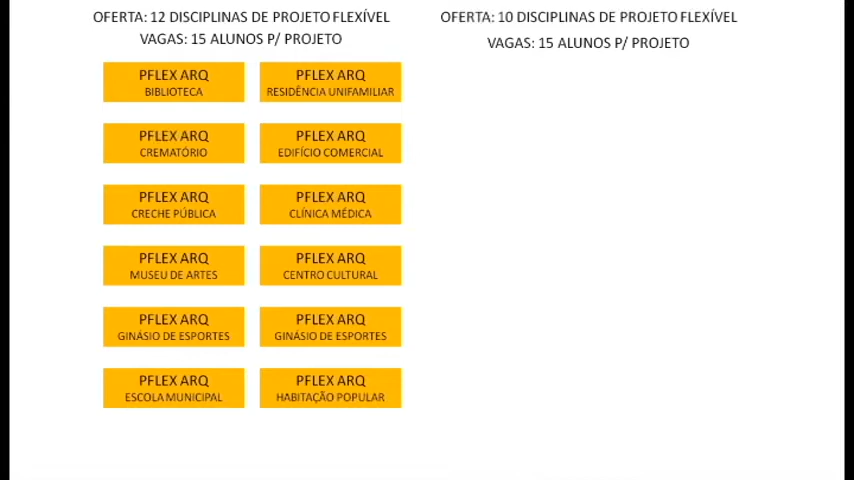 OFERTA: 12 DISCIPLINAS DE PROJETO FLEXÍVEL
VAGAS: 15 ALUNOS P/ PROJETO
PFLEX ARQ
BIBLIOTECA
PFLEX ARQ
RESIDÊNCIA UNIFAMILIAR
PFLEX ARQ
CREMATÓRIO
PFLEX ARQ
EDIFÍCIO COMERCIAL
PFLEX ARQ
CRECHE PÚBLICA
PFLEX ARQ
CLÍNICA MÉDICA
PFLEX ARQ
MUSEU DE ARTES
PFLEX ARQ
CENTRO CULTURAL
PFLEX ARQ
GINÁSIO DE ESPORTES
PFLEX ARQ
GINÁSIO DE ESPORTES
PFLEX ARQ
ESCOLA MUNICIPAL
PFLEX ARQ
HABITAÇÃO POPULAR
OFERTA: 10 DISCIPLINAS DE PROJETO FLEXÍVEL
VAGAS: 15 ALUNOS P/ PROJETO